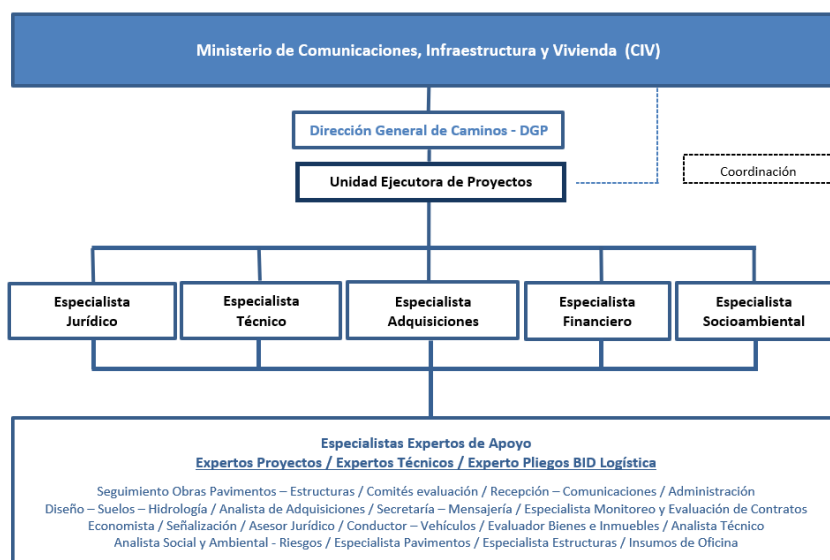 Ministerio de Comunicaciones, Infraestructura y Vivienda (CIV)
Dirección General de Caminos - DGP
Unidad Ejecutora de Proyectos
Coordinación
Especialista
Jurídico
Especialista
Técnico
Especialista
Adquisiciones
Especialista
Financiero
Especialista
Socioambiental
Especialistas Expertos de Apoyo
Expertos Proyectos / Expertos Técnicos / Experto Pliegos BID Logística
Seguimiento Obras Pavimentos – Estructuras / Comités evaluación / Recepción – Comunicaciones / Administración
Diseño – Suelos – Hidrología / Analista de Adquisiciones / Secretaría – Mensajería / Especialista Monitoreo y Evaluación de Contratos
Economista / Señalización / Asesor Jurídico / Conductor – Vehículos / Evaluador Bienes e Inmuebles / Analista Técnico
Analista Social y Ambiental - Riesgos / Especialista Pavimentos / Especialista Estructuras / Insumos de Oficina